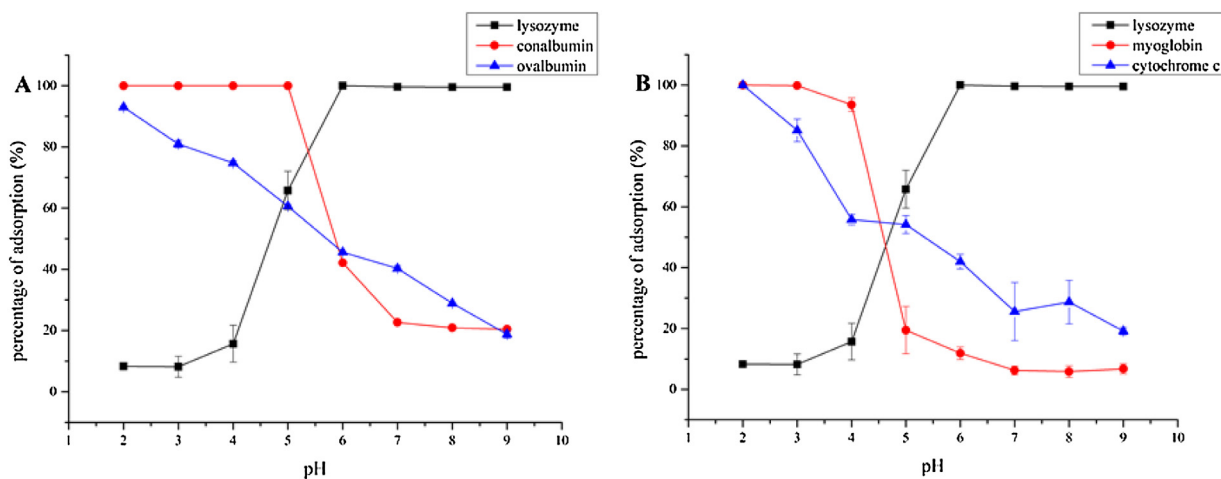 lysozyme
conalbumin
ovalbumin
A
100
80
60
40
20
0
percentage of adsorption (%)
1 2 3 4 5 6 7 8 9 10
pH
lysozyme
myoglobin
cytochrome c
B
100
80
60
40
20
0
percentage of adsorption (%)
1 2 3 4 5 6 7 8 9 10
pH